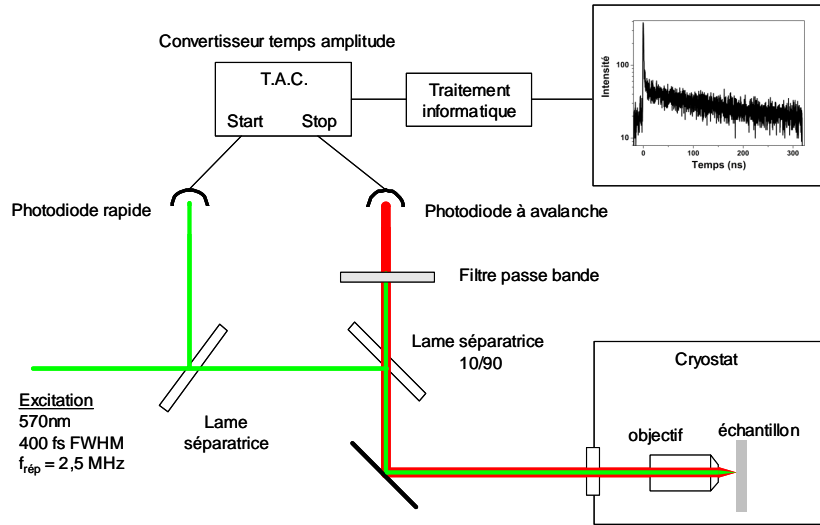 Convertisseur temps amplitude
T.A.C.
Start
Stop
Traitement
informatique
Intensité
100
10
0
100
200
300
Temps (ns)
Photodiode rapide
Photodiode à avalanche
Filtre passe bande
Lame séparatrice
10/90
Cryostat
objectif
échantillon
Excitation
570nm
400 fs FWHM
frép = 2,5 MHz
Lame
séparatrice